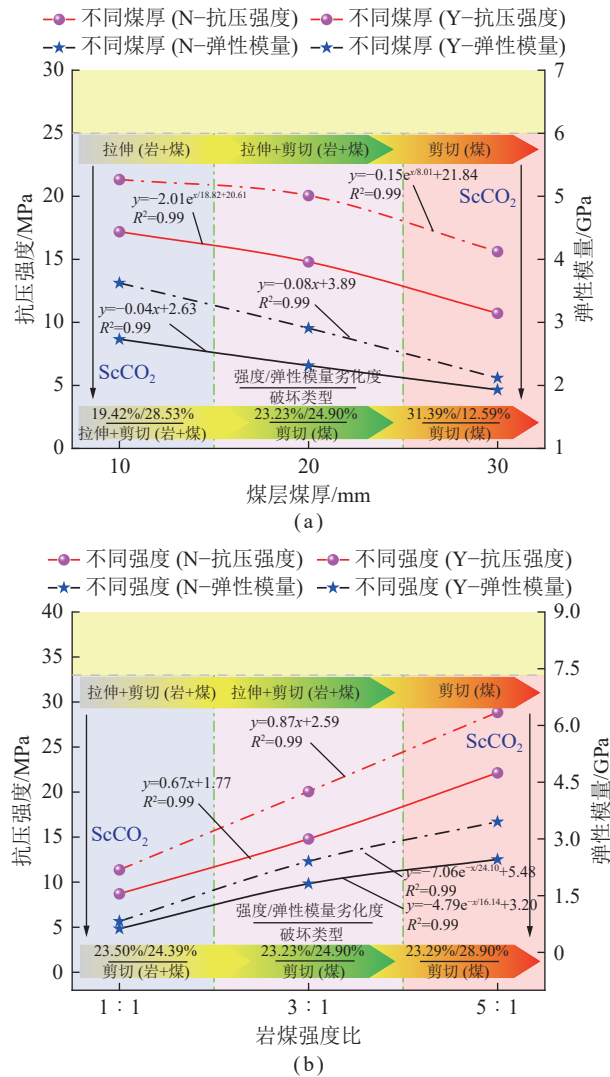 不同煤厚 (N−抗压强度) 不同煤厚 (Y−抗压强度)
不同煤厚 (N−弹性模量) 不同煤厚 (Y−弹性模量)
30
25
20
15
10
5
0
抗压强度/MPa
7
6
5
4
3
2
1
弹性模量/GPa
拉伸 (岩+煤) 拉伸+剪切 (岩+煤) 剪切 (煤)
y=−0.15e^{x/8.01}+21.84
R²=0.99
ScCO₂
y=−2.01e^{x/18.82+20.61}
R²=0.99
y=−0.08x+3.89
R²=0.99
y=−0.04x+2.63
R²=0.99
ScCO₂
强度/弹性模量劣化度
破坏类型
19.42%/28.53% 23.23%/24.90% 31.39%/12.59%
拉伸+剪切 (岩+煤) 剪切 (煤) 剪切 (煤)
10 20 30
煤层煤厚/mm
(a)
不同强度 (N−抗压强度) 不同强度 (Y−抗压强度)
不同强度 (N−弹性模量) 不同强度 (Y−弹性模量)
40
35
30
25
20
15
10
5
0
抗压强度/MPa
9.0
7.5
6.0
4.5
3.0
1.5
0
弹性模量/GPa
拉伸+剪切 (岩+煤) 拉伸+剪切 (岩+煤) 剪切 (煤)
y=0.87x+2.59
R²=0.99
ScCO₂
y=0.67x+1.77
R²=0.99
ScCO₂
y=−7.06e^{−x/24.10}+5.48
R²=0.99
y=−4.79e^{−x/16.14}+3.20
R²=0.99
强度/弹性模量劣化度
破坏类型
23.50%/24.39% 23.23%/24.90% 23.29%/28.90%
剪切 (岩+煤) 剪切 (煤) 剪切 (煤)
1∶1 3∶1 5∶1
岩煤强度比
(b)